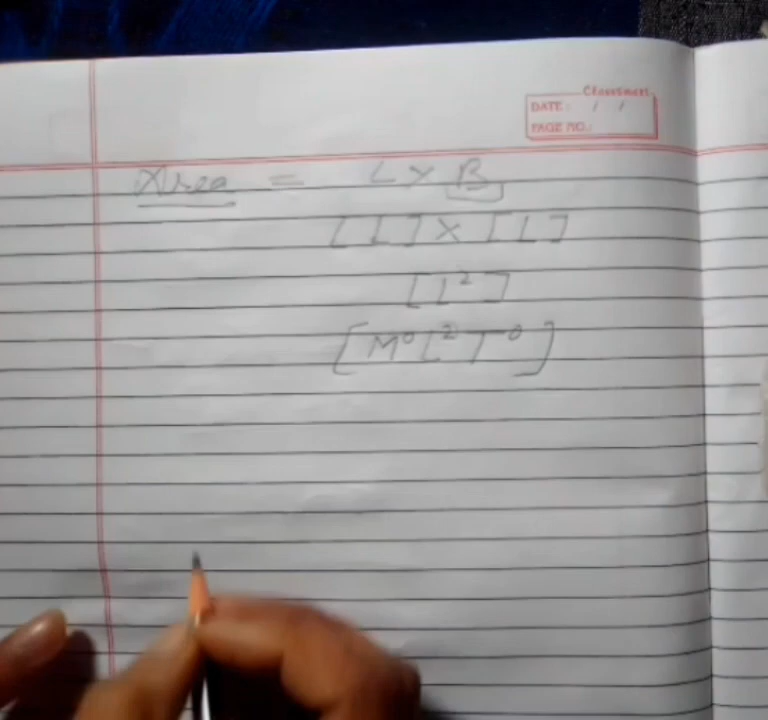 Classmate
DATE: / /
PAGE NO.:
Area = L × B
[L] × [L]
[L²]
[M⁰L²T⁰]